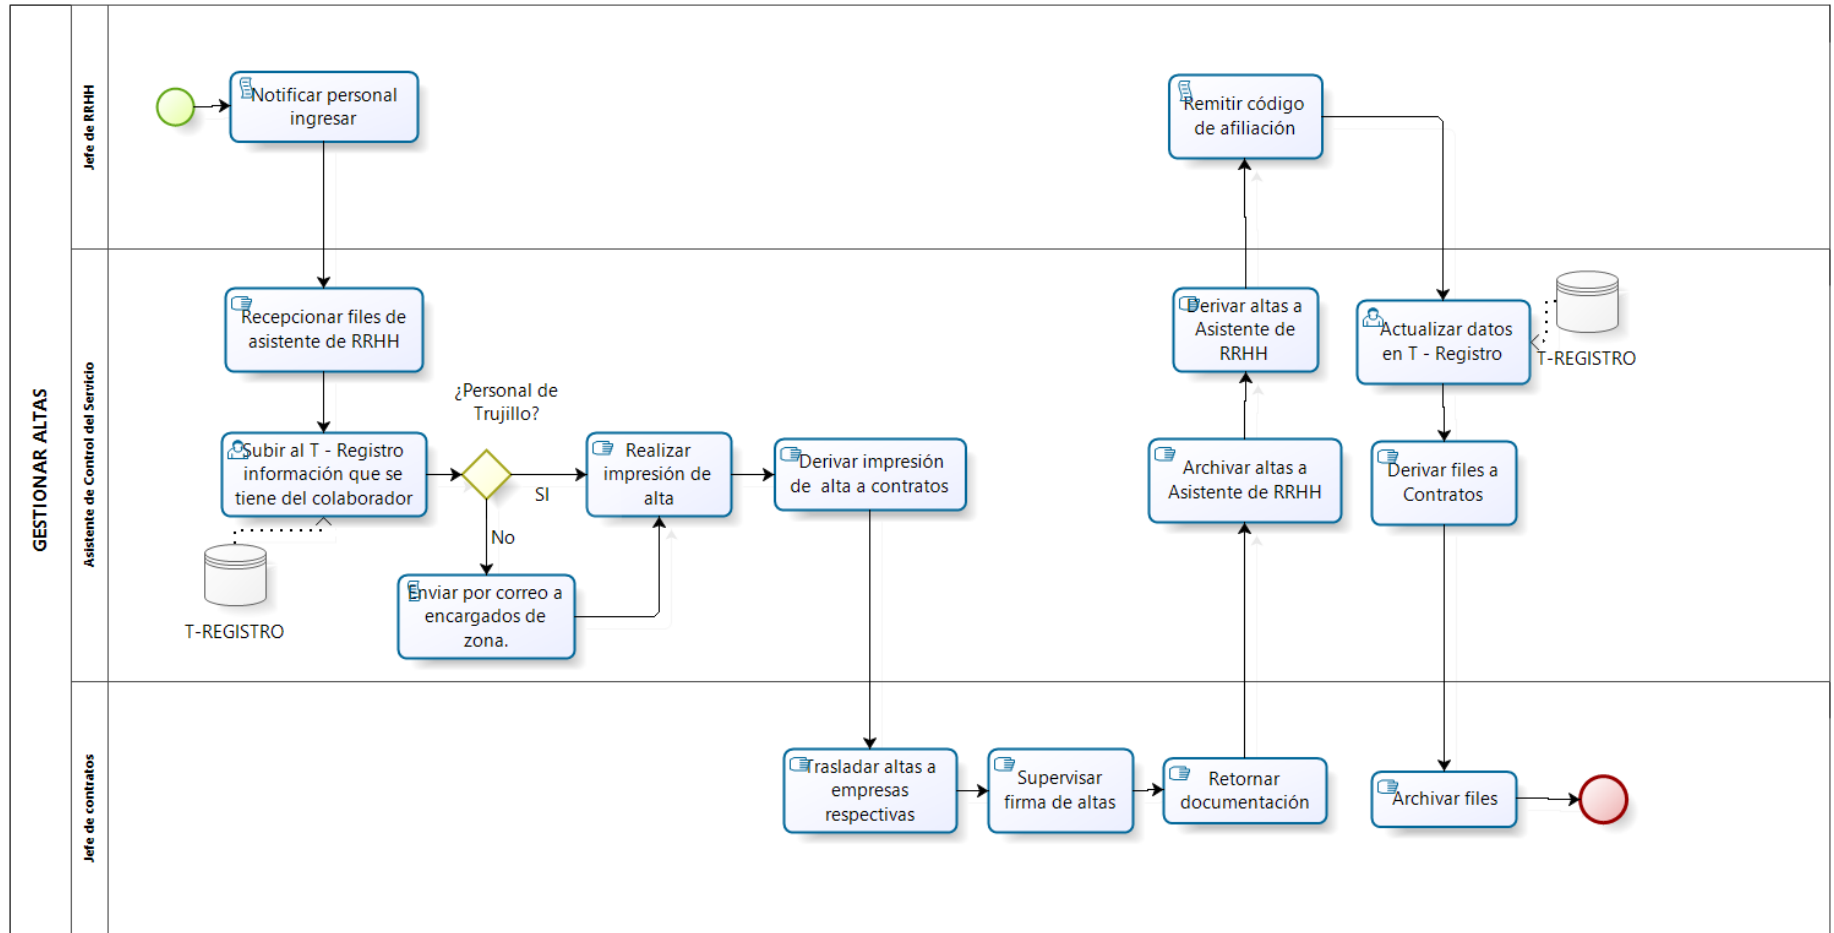 GESTIONAR ALTAS
Jefe de RRHH
Notificar personal
ingresar
Remitir código
de afiliación
Asistente de Control del Servicio
Recepcionar files de
asistente de RRHH
Subir al T - Registro
información que se
tiene del colaborador
T-REGISTRO
¿Personal de
Trujillo?
SI
No
Enviar por correo a
encargados de
zona.
Realizar
impresión de
alta
Derivar impresión
de alta a contratos
Derivar altas a
Asistente de
RRHH
Archivar altas a
Asistente de RRHH
Actualizar datos
en T - Registro
T-REGISTRO
Derivar files a
Contratos
Jefe de contratos
Trasladar altas a
empresas
respectivas
Supervisar
firma de altas
Retornar
documentación
Archivar files